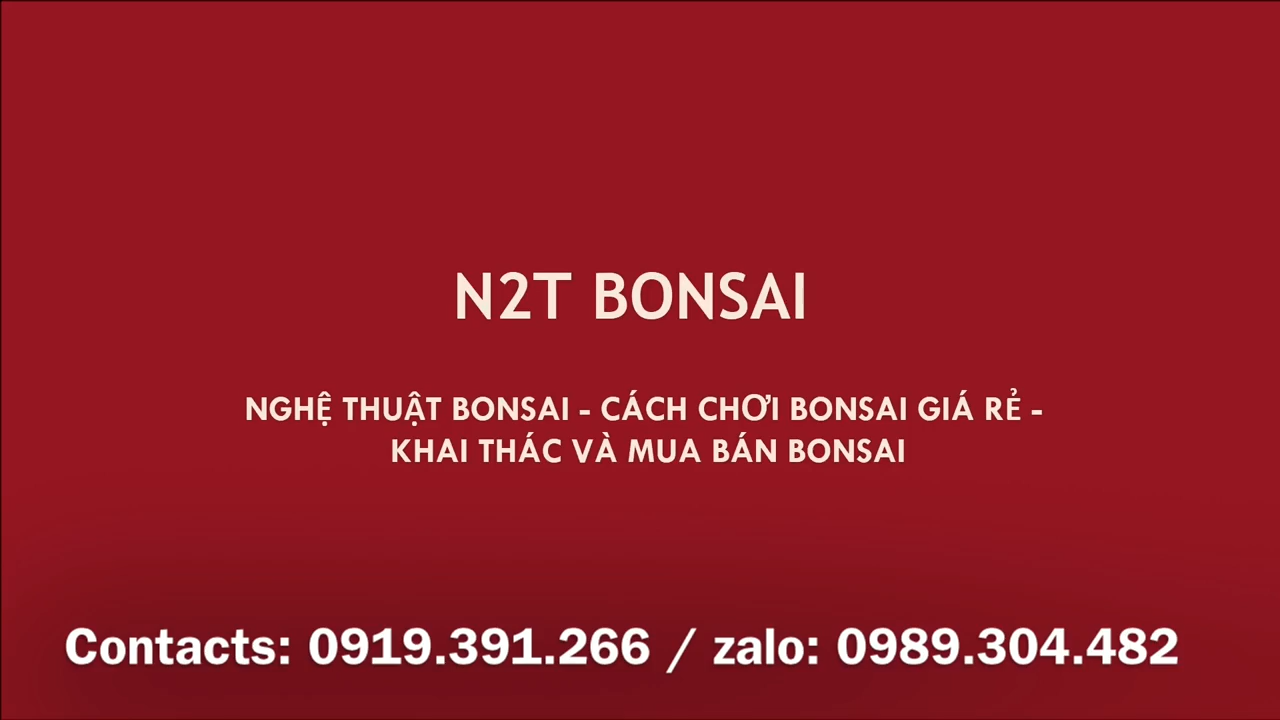 N2T BONSAI
NGHỆ THUẬT BONSAI - CÁCH CHƠI BONSAI GIÁ RẺ -
KHAI THÁC VÀ MUA BÁN BONSAI
Contacts: 0919.391.266 / zalo: 0989.304.482